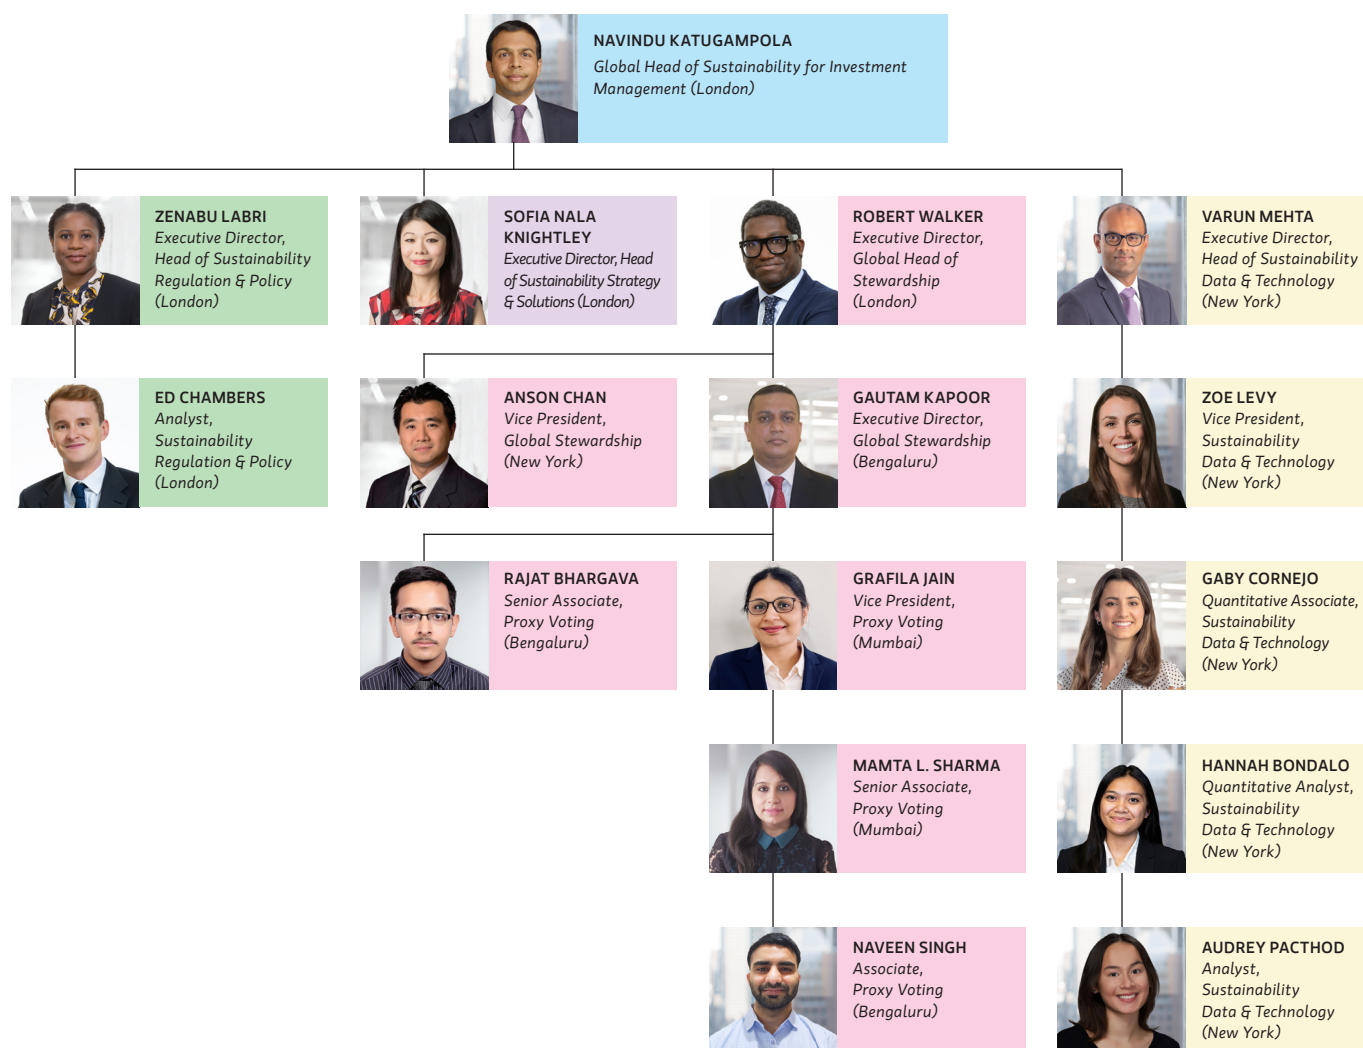 NAVINDU KATUGAMPOLA
Global Head of Sustainability for Investment
Management (London)
ZENABU LABRI
Executive Director,
Head of Sustainability
Regulation & Policy
(London)
SOFIA NALA
KNIGHTLEY
Executive Director, Head
of Sustainability Strategy
& Solutions (London)
ROBERT WALKER
Executive Director,
Global Head of
Stewardship
(London)
VARUN MEHTA
Executive Director,
Head of Sustainability
Data & Technology
(New York)
ED CHAMBERS
Analyst,
Sustainability
Regulation & Policy
(London)
ANSON CHAN
Vice President,
Global Stewardship
(New York)
GAUTAM KAPOOR
Executive Director,
Global Stewardship
(Bengaluru)
ZOE LEVY
Vice President,
Sustainability
Data & Technology
(New York)
RAJAT BHARGAVA
Senior Associate,
Proxy Voting
(Bengaluru)
GRAFILA JAIN
Vice President,
Proxy Voting
(Mumbai)
GABY CORNEJO
Quantitative Associate,
Sustainability
Data & Technology
(New York)
MAMTA L. SHARMA
Senior Associate,
Proxy Voting
(Mumbai)
HANNAH BONDALO
Quantitative Analyst,
Sustainability
Data & Technology
(New York)
NAVEEN SINGH
Associate,
Proxy Voting
(Bengaluru)
AUDREY PACTHOD
Analyst,
Sustainability
Data & Technology
(New York)